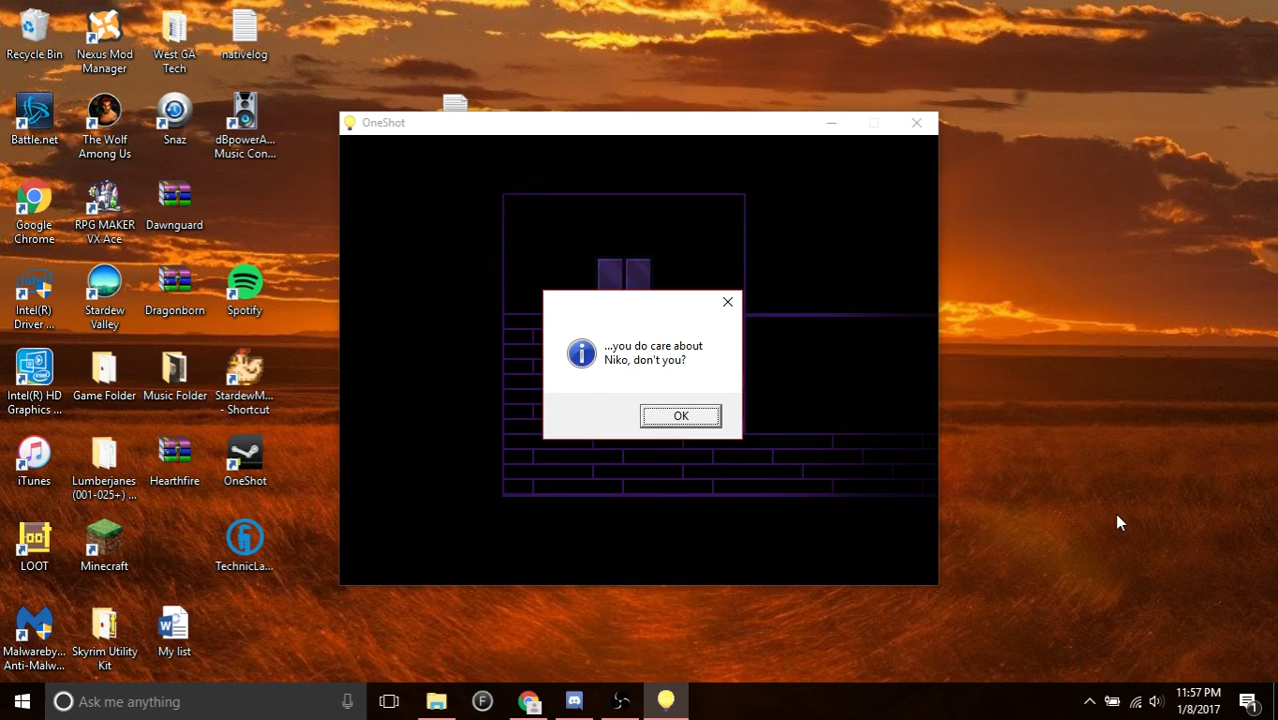 Recycle Bin
Nexus Mod
Manager
West GA
Tech
nativelog
Battle.net
The Wolf
Among Us
Snaz
dBpowerA...
Music Con...
Google
Chrome
RPG MAKER
VX Ace
Dawnguard
Intel(R)
Driver ...
Stardew
Valley
Dragonborn
Spotify
Intel(R) HD
Graphics ...
Game Folder
Music Folder
StardewM...
- Shortcut
iTunes
Lumberjanes
(001-025+) ...
Hearthfire
OneShot
LOOT
Minecraft
TechnicLa...
Malwareby...
Anti-Malw...
Skyrim Utility
Kit
My list
OneShot
...you do care about
Niko, don't you?
OK
Ask me anything
11:57 PM
1/8/2017
1